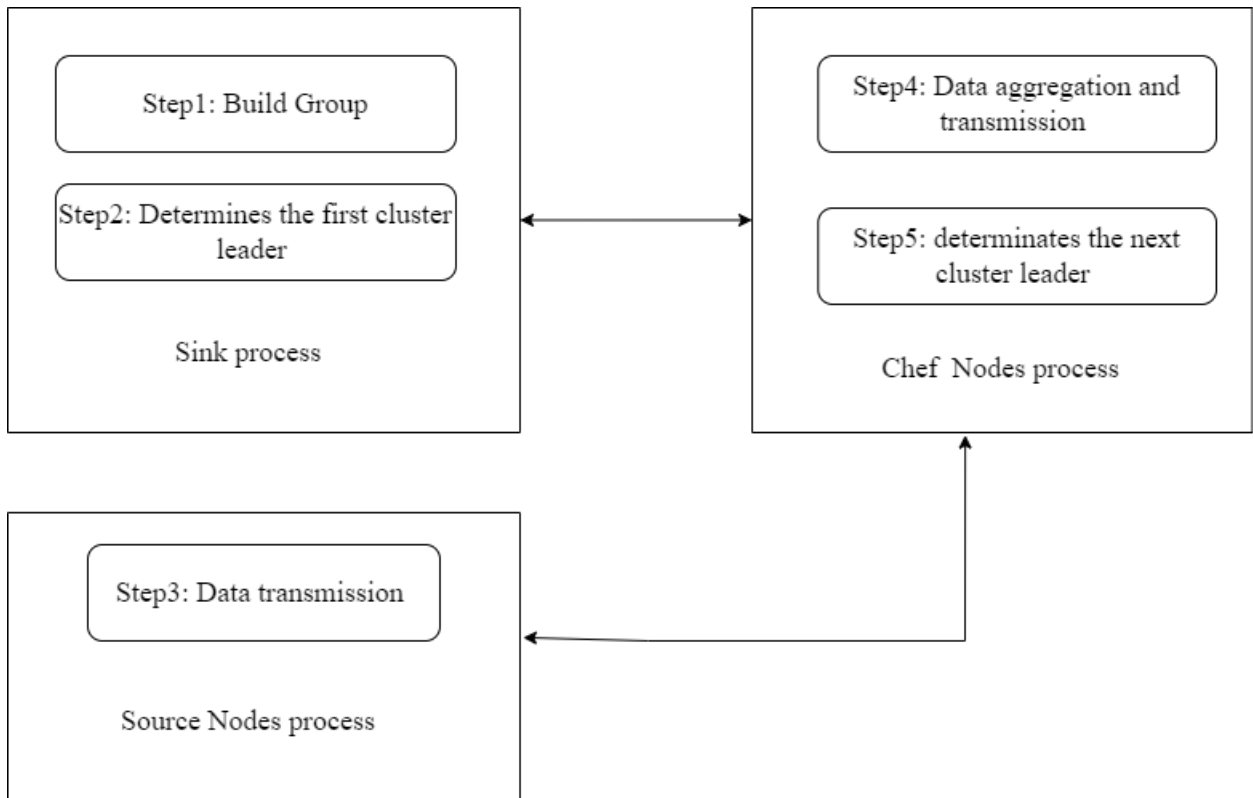 Step1: Build Group
Step2: Determines the first cluster
leader
Sink process
Step4: Data aggregation and
transmission
Step5: determinates the next
cluster leader
Chef Nodes process
Step3: Data transmission
Source Nodes process